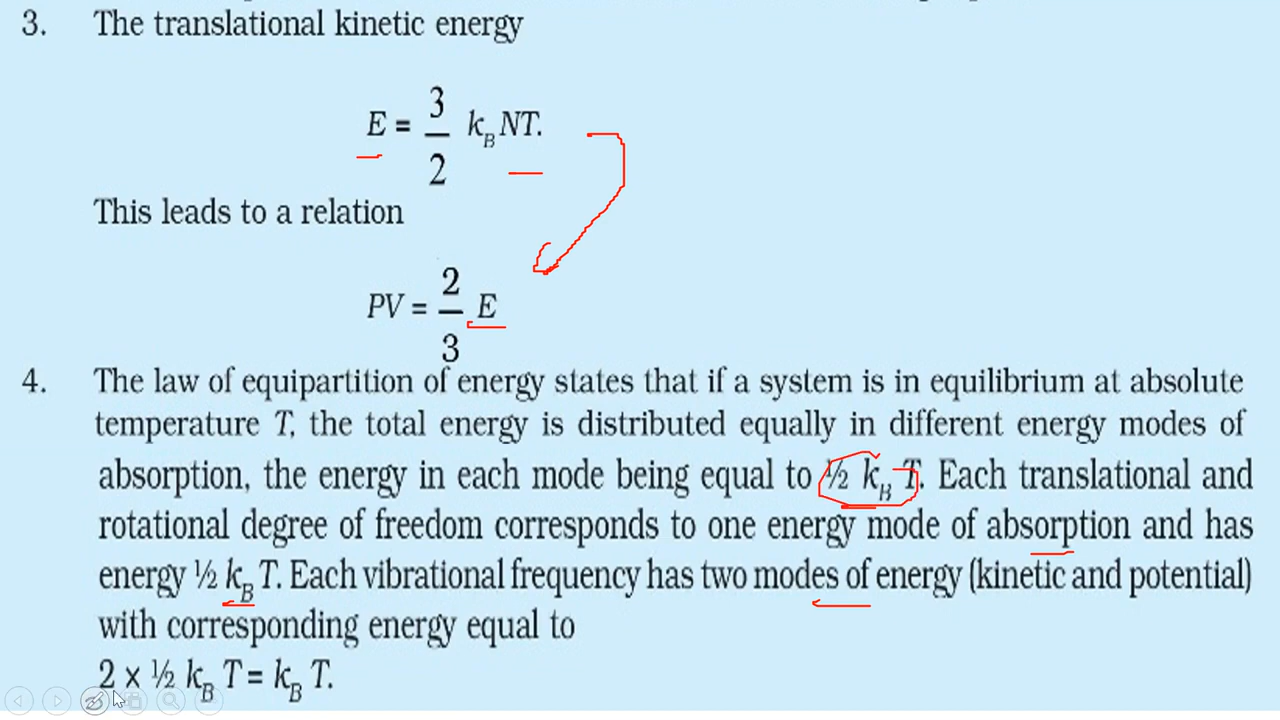 3. The translational kinetic energy
E = 3/2 k_B NT.
This leads to a relation
PV = 2/3 E
4. The law of equipartition of energy states that if a system is in equilibrium at absolute
temperature T, the total energy is distributed equally in different energy modes of
absorption, the energy in each mode being equal to ½ k_B T. Each translational and
rotational degree of freedom corresponds to one energy mode of absorption and has
energy ½ k_B T. Each vibrational frequency has two modes of energy (kinetic and potential)
with corresponding energy equal to
2 × ½ k_B T = k_B T.